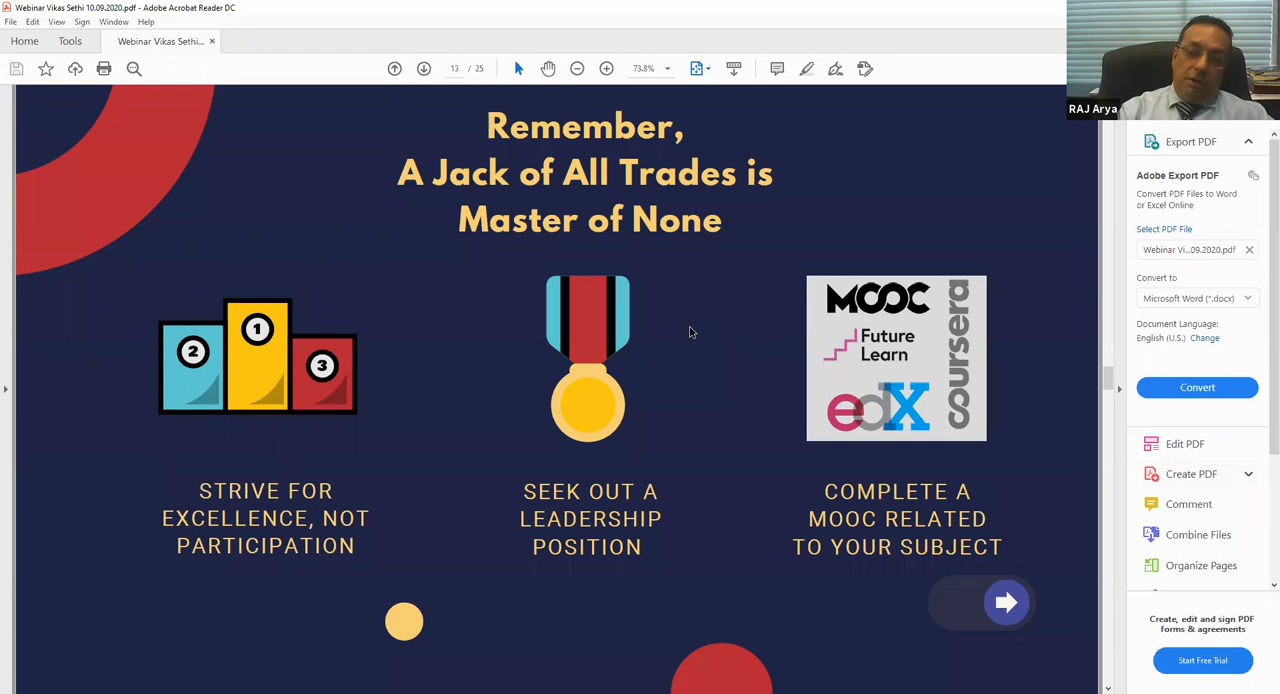 Webinar Vikas Sethi 10.09.2020.pdf - Adobe Acrobat Reader DC
File Edit View Sign Window Help
Home Tools Webinar Vikas Sethi... ×
13 / 25 73.8%
RAJ Arya
Remember,
A Jack of All Trades is
Master of None
2 1 3
MOOC
Future
Learn
edX
coursera
STRIVE FOR
EXCELLENCE, NOT
PARTICIPATION
SEEK OUT A
LEADERSHIP
POSITION
COMPLETE A
MOOC RELATED
TO YOUR SUBJECT
Export PDF
Adobe Export PDF
Convert PDF Files to Word
or Excel Online
Select PDF File
Webinar Vi...09.2020.pdf
Convert to
Microsoft Word (*.docx)
Document Language:
English (U.S.) Change
Convert
Edit PDF
Create PDF
Comment
Combine Files
Organize Pages
Create, edit and sign PDF
forms & agreements
Start Free Trial